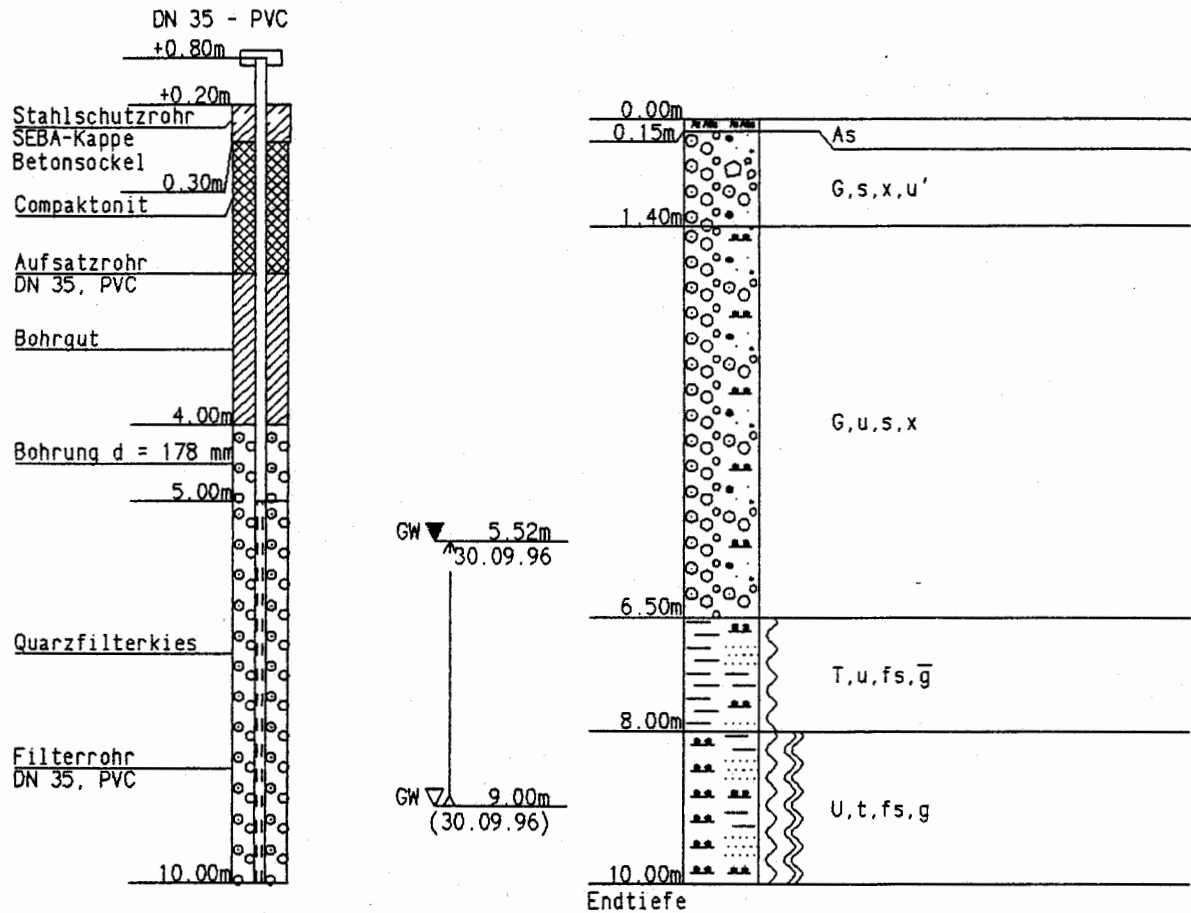 DN 35 - PVC
+0.80m
+0.20m
Stahlschutzrohr
SEBA-Kappe
Betonsockel
0.30m
Compaktonit
Aufsatzrohr
DN 35, PVC
Bohrgut
4.00m
Bohrung d = 178 mm
5.00m
Quarzfilterkies
Filterrohr
DN 35, PVC
10.00m
GW 5.52m
30.09.96
GW 9.00m
(30.09.96)
0.00m
0.15m
As
G,s,x,u'
1.40m
G,u,s,x
6.50m
T,u,fs,g̅
8.00m
U,t,fs,g
10.00m
Endtiefe